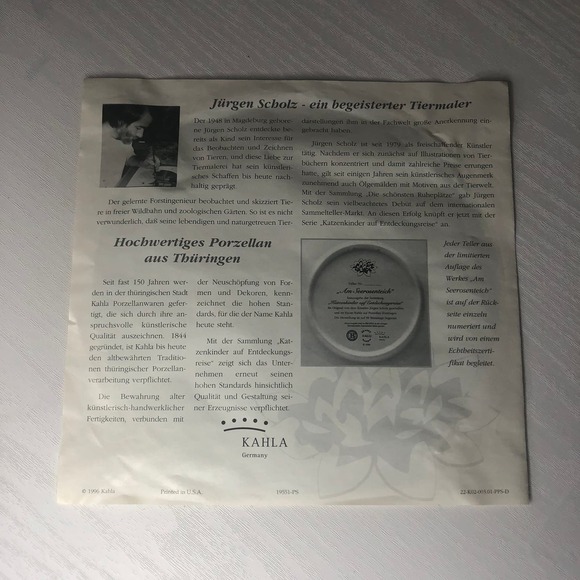 Jürgen Scholz - ein begeisterter Tiermaler
Der 1948 in Magdeburg gebore-
ne Jürgen Scholz entdeckte be-
reits als Kind sein Interesse für
das Beobachten und Zeichnen
von Tieren, und diese Liebe zur
Tiermalerei hat sein künstleri-
sches Schaffen bis heute nach-
haltig geprägt.
Der gelernte Forstingenieur beobachtet und skizziert Tie-
re in freier Wildbahn und zoologischen Gärten. So ist es nicht
verwunderlich, daß seine lebendigen und naturgetreuen Tier-
darstellungen ihm in der Fachwelt große Anerkennung ein-
gebracht haben.
Jürgen Scholz ist seit 1979 als freischaffender Künstler
tätig. Nachdem er sich zunächst auf Illustrationen von Tier-
büchern konzentriert und damit zahlreiche Preise errungen
hatte, gilt seit einigen Jahren sein künstlerisches Augenmerk
zunehmend auch Ölgemälden mit Motiven aus der Tierwelt.
Mit der Sammlung „Die schönsten Ruheplätze" gab Jürgen
Scholz sein vielbeachtetes Debüt auf dem internationalen
Sammelteller-Markt. An diesen Erfolg knüpft er jetzt mit der
Serie „Katzenkinder auf Entdeckungsreise" an.
Hochwertiges Porzellan
aus Thüringen
Seit fast 150 Jahren wer-
den in der thüringischen Stadt
Kahla Porzellanwaren gefer-
tigt, die sich durch ihre an-
spruchsvolle künstlerische
Qualität auszeichnen. 1844
gegründet, ist Kahla bis heute
den altbewährten Traditio-
nen thüringischer Porzellan-
verarbeitung verpflichtet.
Die Bewahrung alter
künstlerisch-handwerklicher
Fertigkeiten, verbunden mit
der Neuschöpfung von For-
men und Dekoren, kenn-
zeichnet die hohen Stan-
dards, für die der Name Kahla
heute steht.
Mit der Sammlung „Kat-
zenkinder auf Entdeckungs-
reise" zeigt sich das Un-
ternehmen erneut seinen
hohen Standards hinsichtlich
Qualität und Gestaltung sei-
ner Erzeugnisse verpflichtet.
"Am Seerosenteich"
"Katzenkinder auf Entdeckungsreise"
Jeder Teller aus
der limitierten
Auflage des
Werkes „Am
Seerosenteich"
ist auf der Rück-
seite einzeln
numeriert und
wird von einem
Echtheitszerti-
fikat begleitet.
KAHLA
Germany
© 1996 Kahla
Printed in U.S.A.
19551-PS